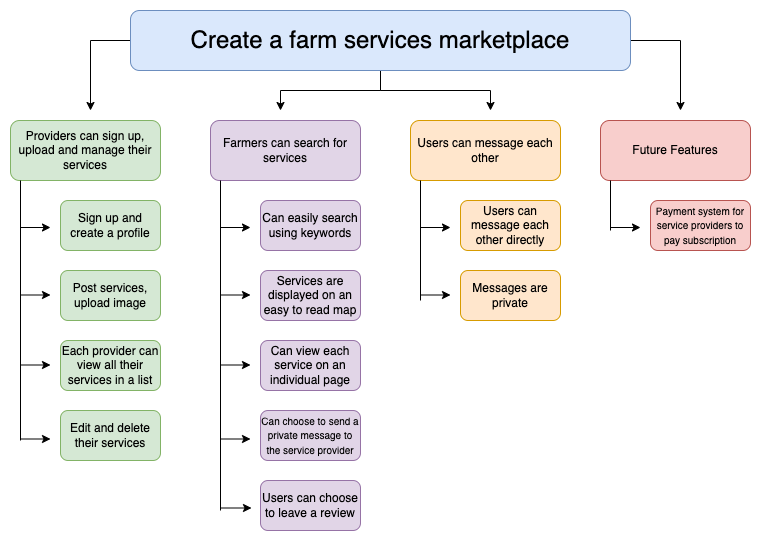 Create a farm services marketplace
Providers can sign up,
upload and manage their
services
Sign up and
create a profile
Post services,
upload image
Each provider can
view all their
services in a list
Edit and delete
their services
Farmers can search for
services
Can easily search
using keywords
Services are
displayed on an
easy to read map
Can view each
service on an
individual page
Can choose to send a
private message to
the service provider
Users can choose
to leave a review
Users can message each
other
Users can
message each
other directly
Messages are
private
Future Features
Payment system for
service providers to
pay subscription